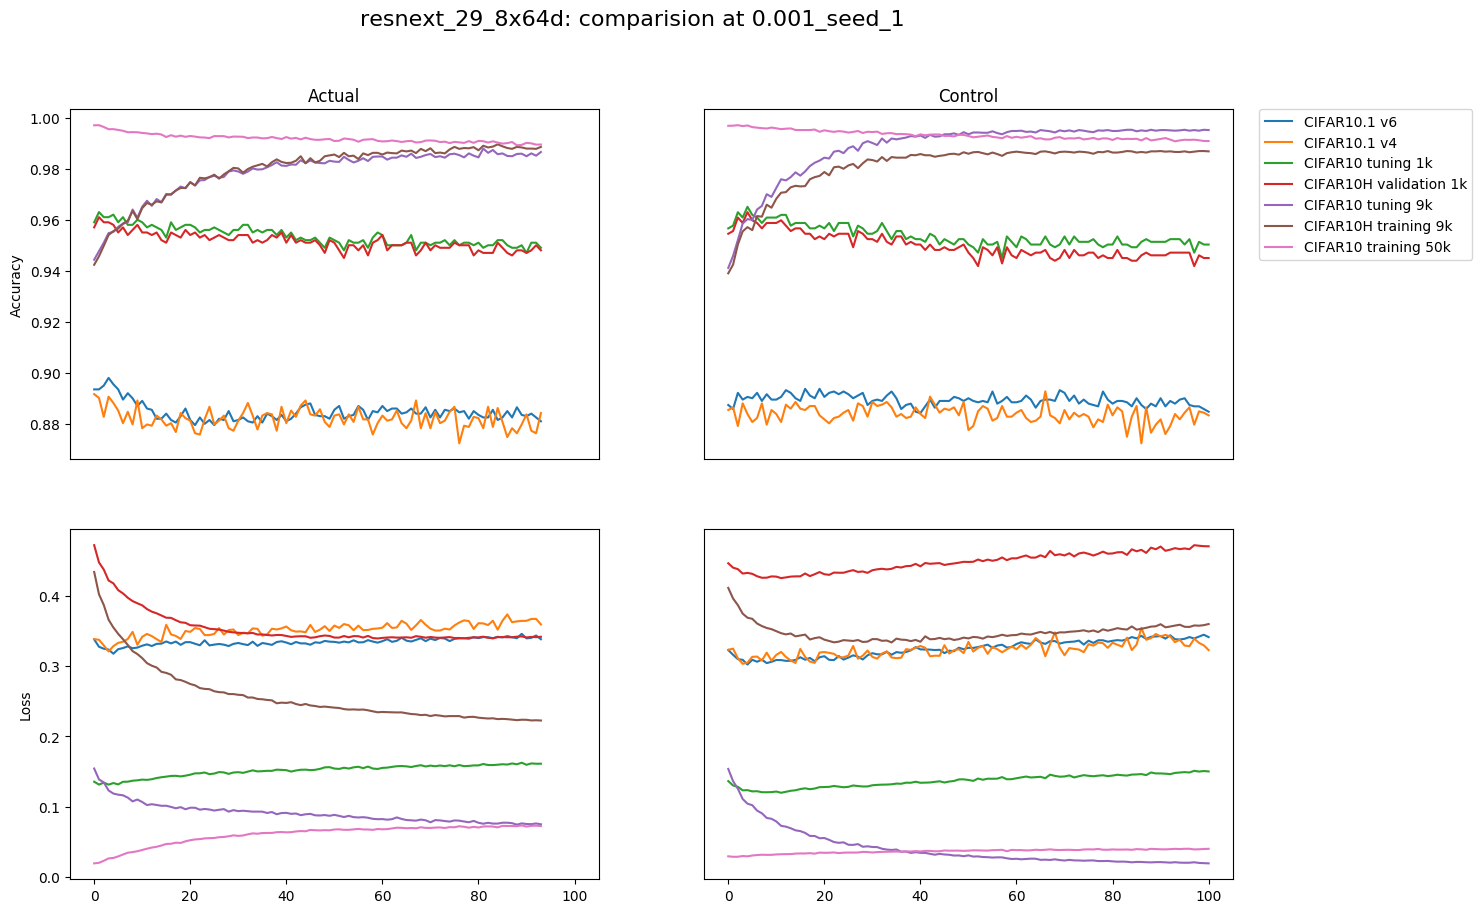 resnext_29_8x64d: comparision at 0.001_seed_1
Actual
Control
Accuracy
1.00
0.98
0.96
0.94
0.92
0.90
0.88
CIFAR10.1 v6
CIFAR10.1 v4
CIFAR10 tuning 1k
CIFAR10H validation 1k
CIFAR10 tuning 9k
CIFAR10H training 9k
CIFAR10 training 50k
Loss
0.4
0.3
0.2
0.1
0.0
0 20 40 60 80 100
0 20 40 60 80 100